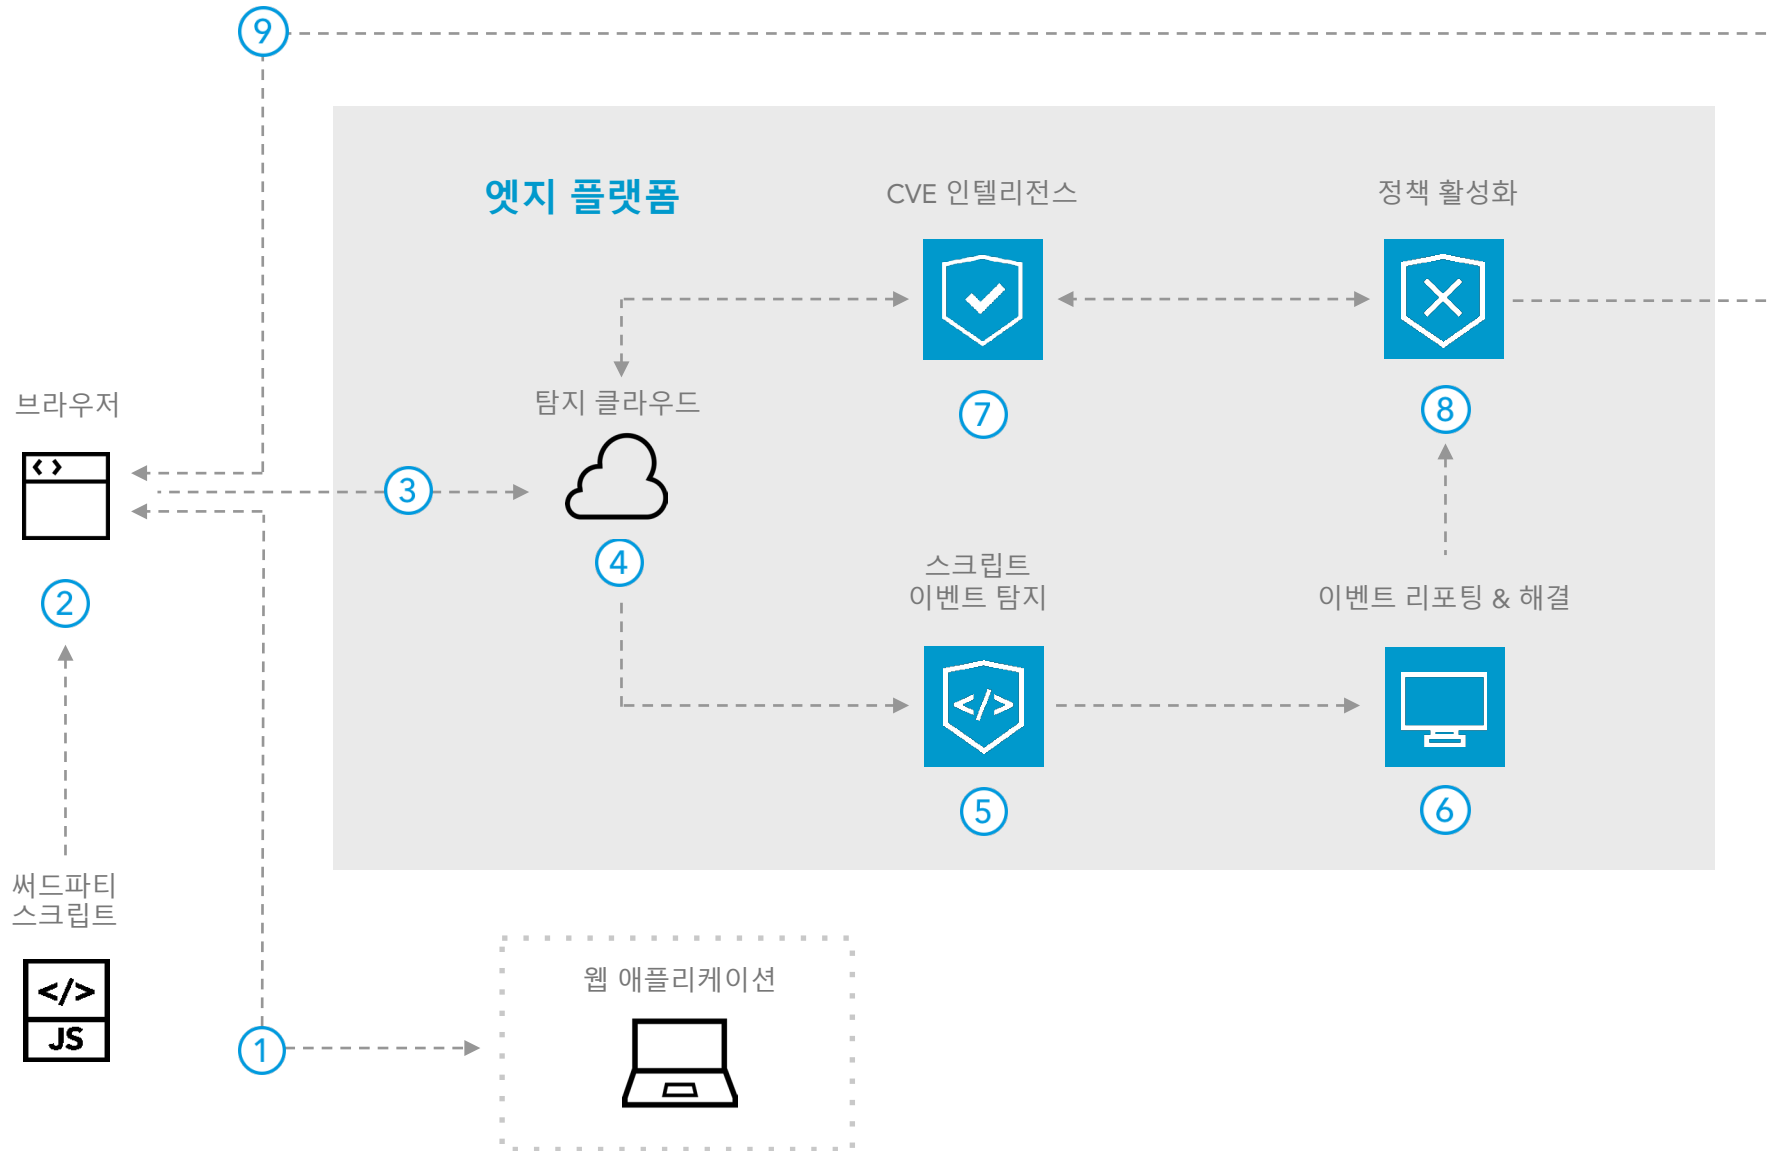 9
엣지 플랫폼
CVE 인텔리전스
정책 활성화
브라우저
탐지 클라우드
7
8
3
4
2
스크립트
이벤트 탐지
이벤트 리포팅 & 해결
</>
5
6
써드파티
스크립트
</>
JS
웹 애플리케이션
1